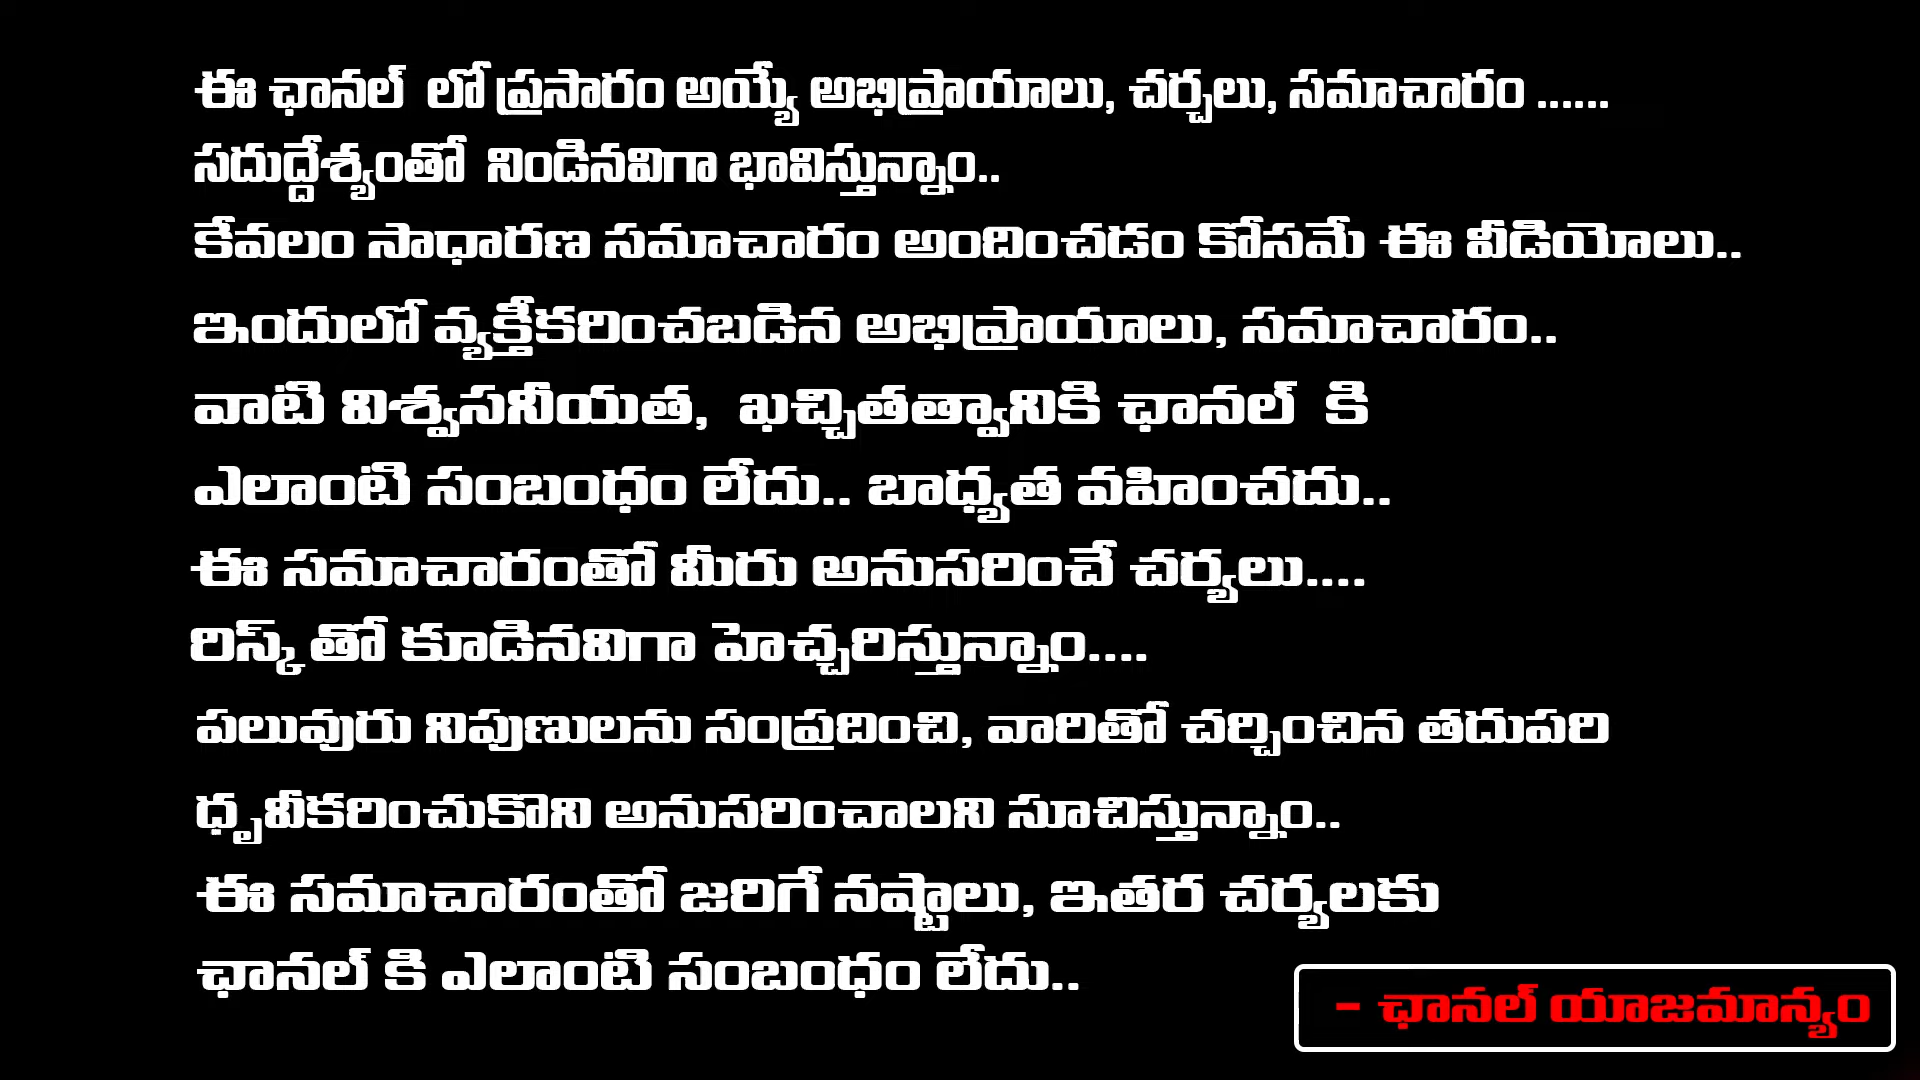 ఈ ఛానల్ లో ప్రసారం అయ్యే అభిప్రాయాలు, చర్చలు, సమాచారం ......
సదుద్దేశ్యంతో నిండినవిగా భావిస్తున్నాం..
కేవలం సాధారణ సమాచారం అందించడం కోసమే ఈ వీడియోలు..
ఇందులో వ్యక్తీకరించబడిన అభిప్రాయాలు, సమాచారం..
వాటి విశ్వసనీయత, ఖచ్చితత్వానికి ఛానల్ కి
ఎలాంటి సంబంధం లేదు.. బాధ్యత వహించదు..
ఈ సమాచారంతో మీరు అనుసరించే చర్యలు....
రిస్క్ తో కూడినవిగా హెచ్చరిస్తున్నాం....
పలువురు నిపుణులను సంప్రదించి, వారితో చర్చించిన తదుపరి
ధృవీకరించుకొని అనుసరించాలని సూచిస్తున్నాం..
ఈ సమాచారంతో జరిగే నష్టాలు, ఇతర చర్యలకు
ఛానల్ కి ఎలాంటి సంబంధం లేదు..
- ఛానల్ యాజమాన్యం